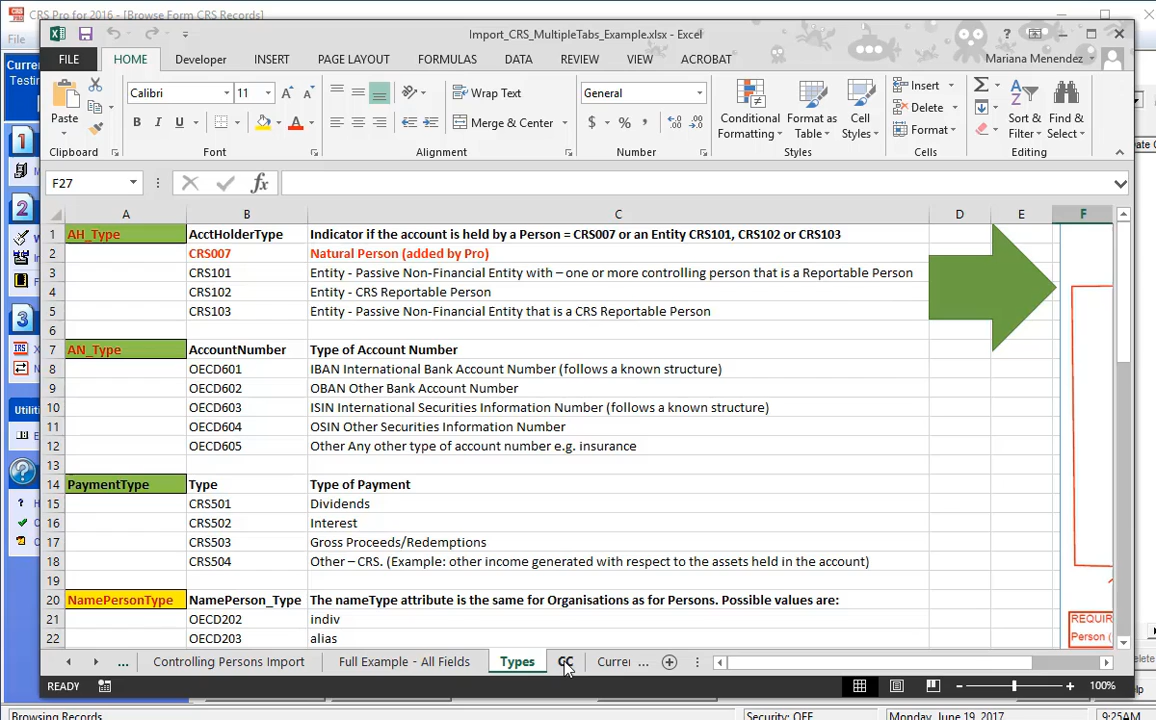 CRS Pro for 2016 - [Browse Form CRS Records]
Import_CRS_MultipleTabs_Example.xlsx - Excel
File
FILE HOME Attribute Reader INSERT PAGE LAYOUT FORMULAS DATA REVIEW VIEW ACROBAT
Mariana Menendez
Paste
Clipboard
Calibri 11
B I U
Font
Wrap Text
Merge & Center
Alignment
General
$ % ,
Number
Conditional Formatting
Format as Table
Cell Styles
Styles
Insert
Delete
Format
Cells
Sort & Filter
Find & Select
Editing
F27
A B C D E F
1 AH_Type AcctHolderType Indicator if the account is held by a Person = CRS007 or an Entity CRS101, CRS102 or CRS103
2 CRS007 Natural Person (added by Pro)
3 CRS101 Entity - Passive Non-Financial Entity with – one or more controlling person that is a Reportable Person
4 CRS102 Entity - CRS Reportable Person
5 CRS103 Entity - Passive Non-Financial Entity that is a CRS Reportable Person
6
7 AN_Type AccountNumber Type of Account Number
8 OECD601 IBAN International Bank Account Number (follows a known structure)
9 OECD602 OBAN Other Bank Account Number
10 OECD603 ISIN International Securities Information Number (follows a known structure)
11 OECD604 OSIN Other Securities Information Number
12 OECD605 Other Any other type of account number e.g. insurance
13
14 PaymentType Type Type of Payment
15 CRS501 Dividends
16 CRS502 Interest
17 CRS503 Gross Proceeds/Redemptions
18 CRS504 Other – CRS. (Example: other income generated with respect to the assets held in the account)
19
20 NamePersonType NamePerson_Type The nameType attribute is the same for Organisations as for Persons. Possible values are:
21 OECD202 indiv
22 OECD203 alias
REQUIR
Person (
Curren
Testin
1
2
3
Utiliti
... Controlling Persons Import Full Example - All Fields Types CC Currei ...
READY
100%
Browsing Records
Security: OFF
Monday, June 19, 2017
9:25AM